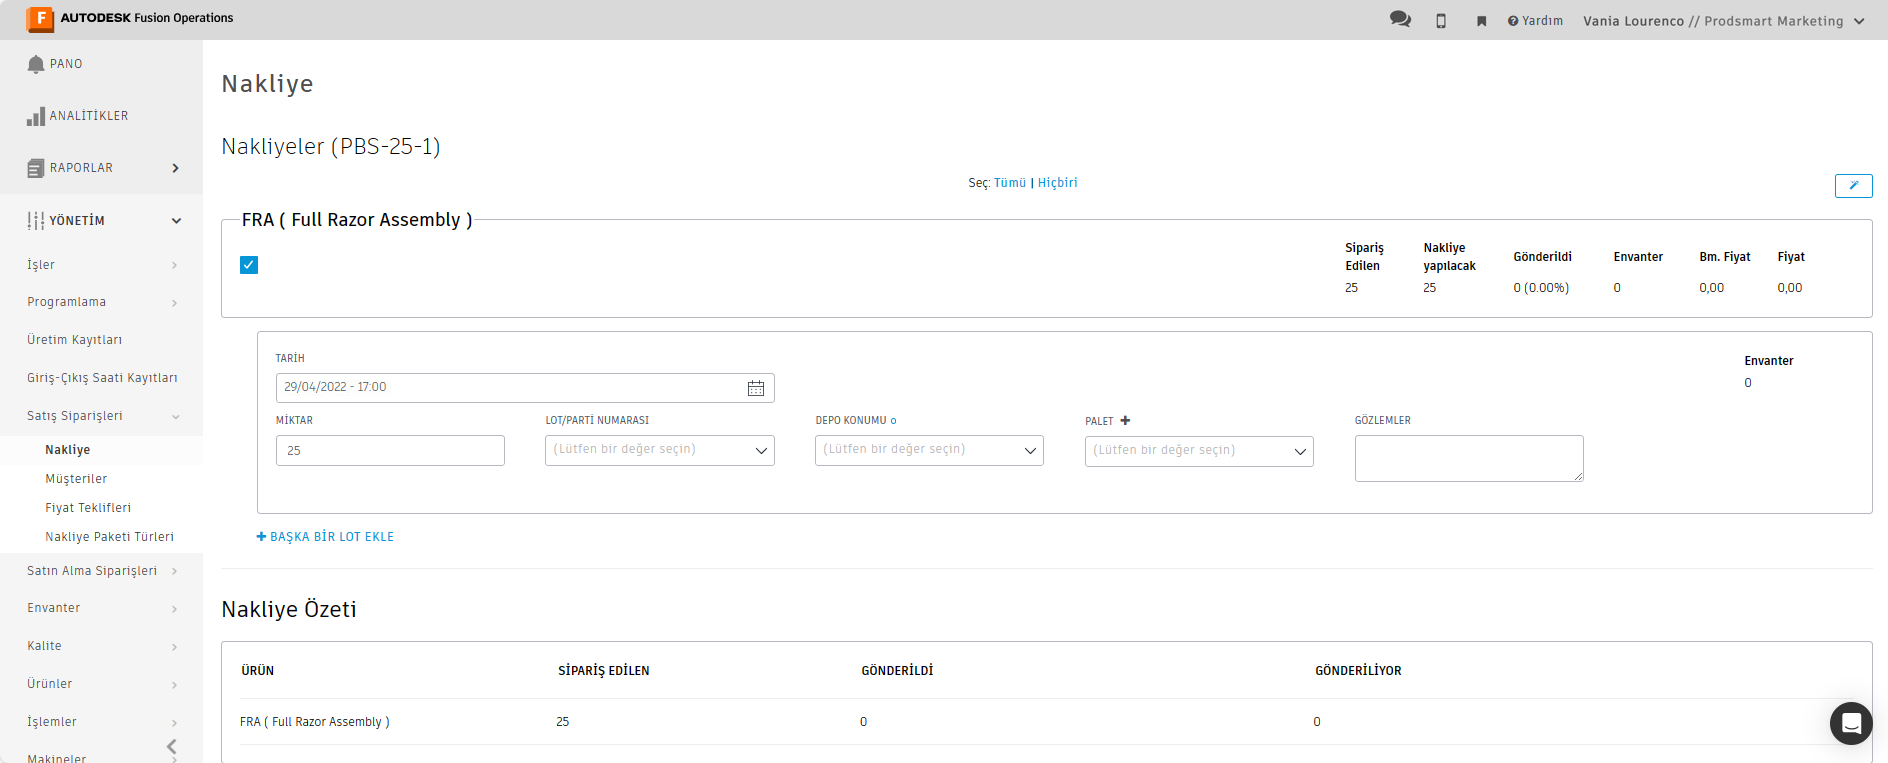 F AUTODESK Fusion Operations
Yardım
Vania Lourenco // Prodsmart Marketing
PANO
ANALİTİKLER
RAPORLAR
YÖNETİM
İşler
Programlama
Üretim Kayıtları
Giriş-Çıkış Saati Kayıtları
Satış Siparişleri
Nakliye
Müşteriler
Fiyat Teklifleri
Nakliye Paketi Türleri
Satın Alma Siparişleri
Envanter
Kalite
Ürünler
İşlemler
Makineler
Nakliye
Nakliyeler (PBS-25-1)
Seç: Tümü | Hiçbiri
FRA ( Full Razor Assembly )
Sipariş Edilen
25
Nakliye yapılacak
25
Gönderildi
0 (0.00%)
Envanter
0
Bm. Fiyat
0,00
Fiyat
0,00
TARİH
29/04/2022 - 17:00
Envanter
0
MİKTAR
25
LOT/PARTİ NUMARASI
(Lütfen bir değer seçin)
DEPO KONUMU
(Lütfen bir değer seçin)
PALET
(Lütfen bir değer seçin)
GÖZLEMLER
BAŞKA BİR LOT EKLE
Nakliye Özeti
ÜRÜN SİPARİŞ EDİLEN GÖNDERİLDİ GÖNDERİLİYOR
FRA ( Full Razor Assembly ) 25 0 0